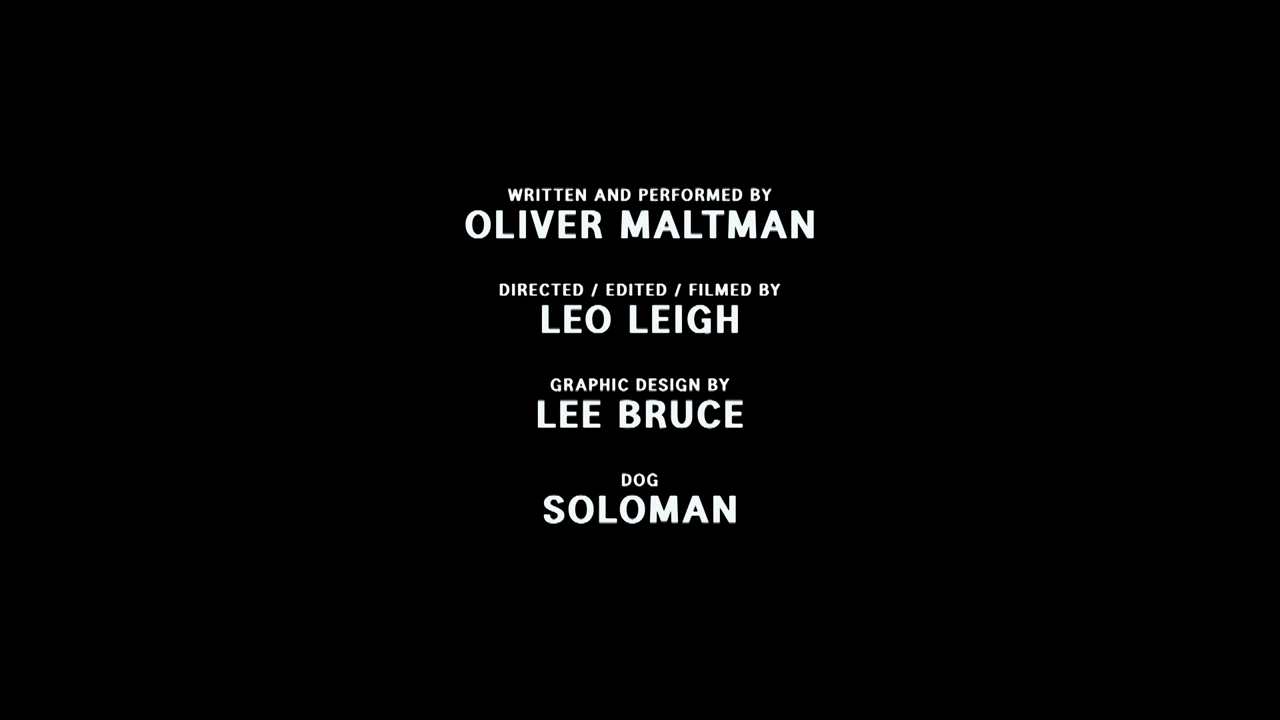 WRITTEN AND PERFORMED BY
OLIVER MALTMAN
DIRECTED / EDITED / FILMED BY
LEO LEIGH
GRAPHIC DESIGN BY
LEE BRUCE
DOG
SOLOMAN